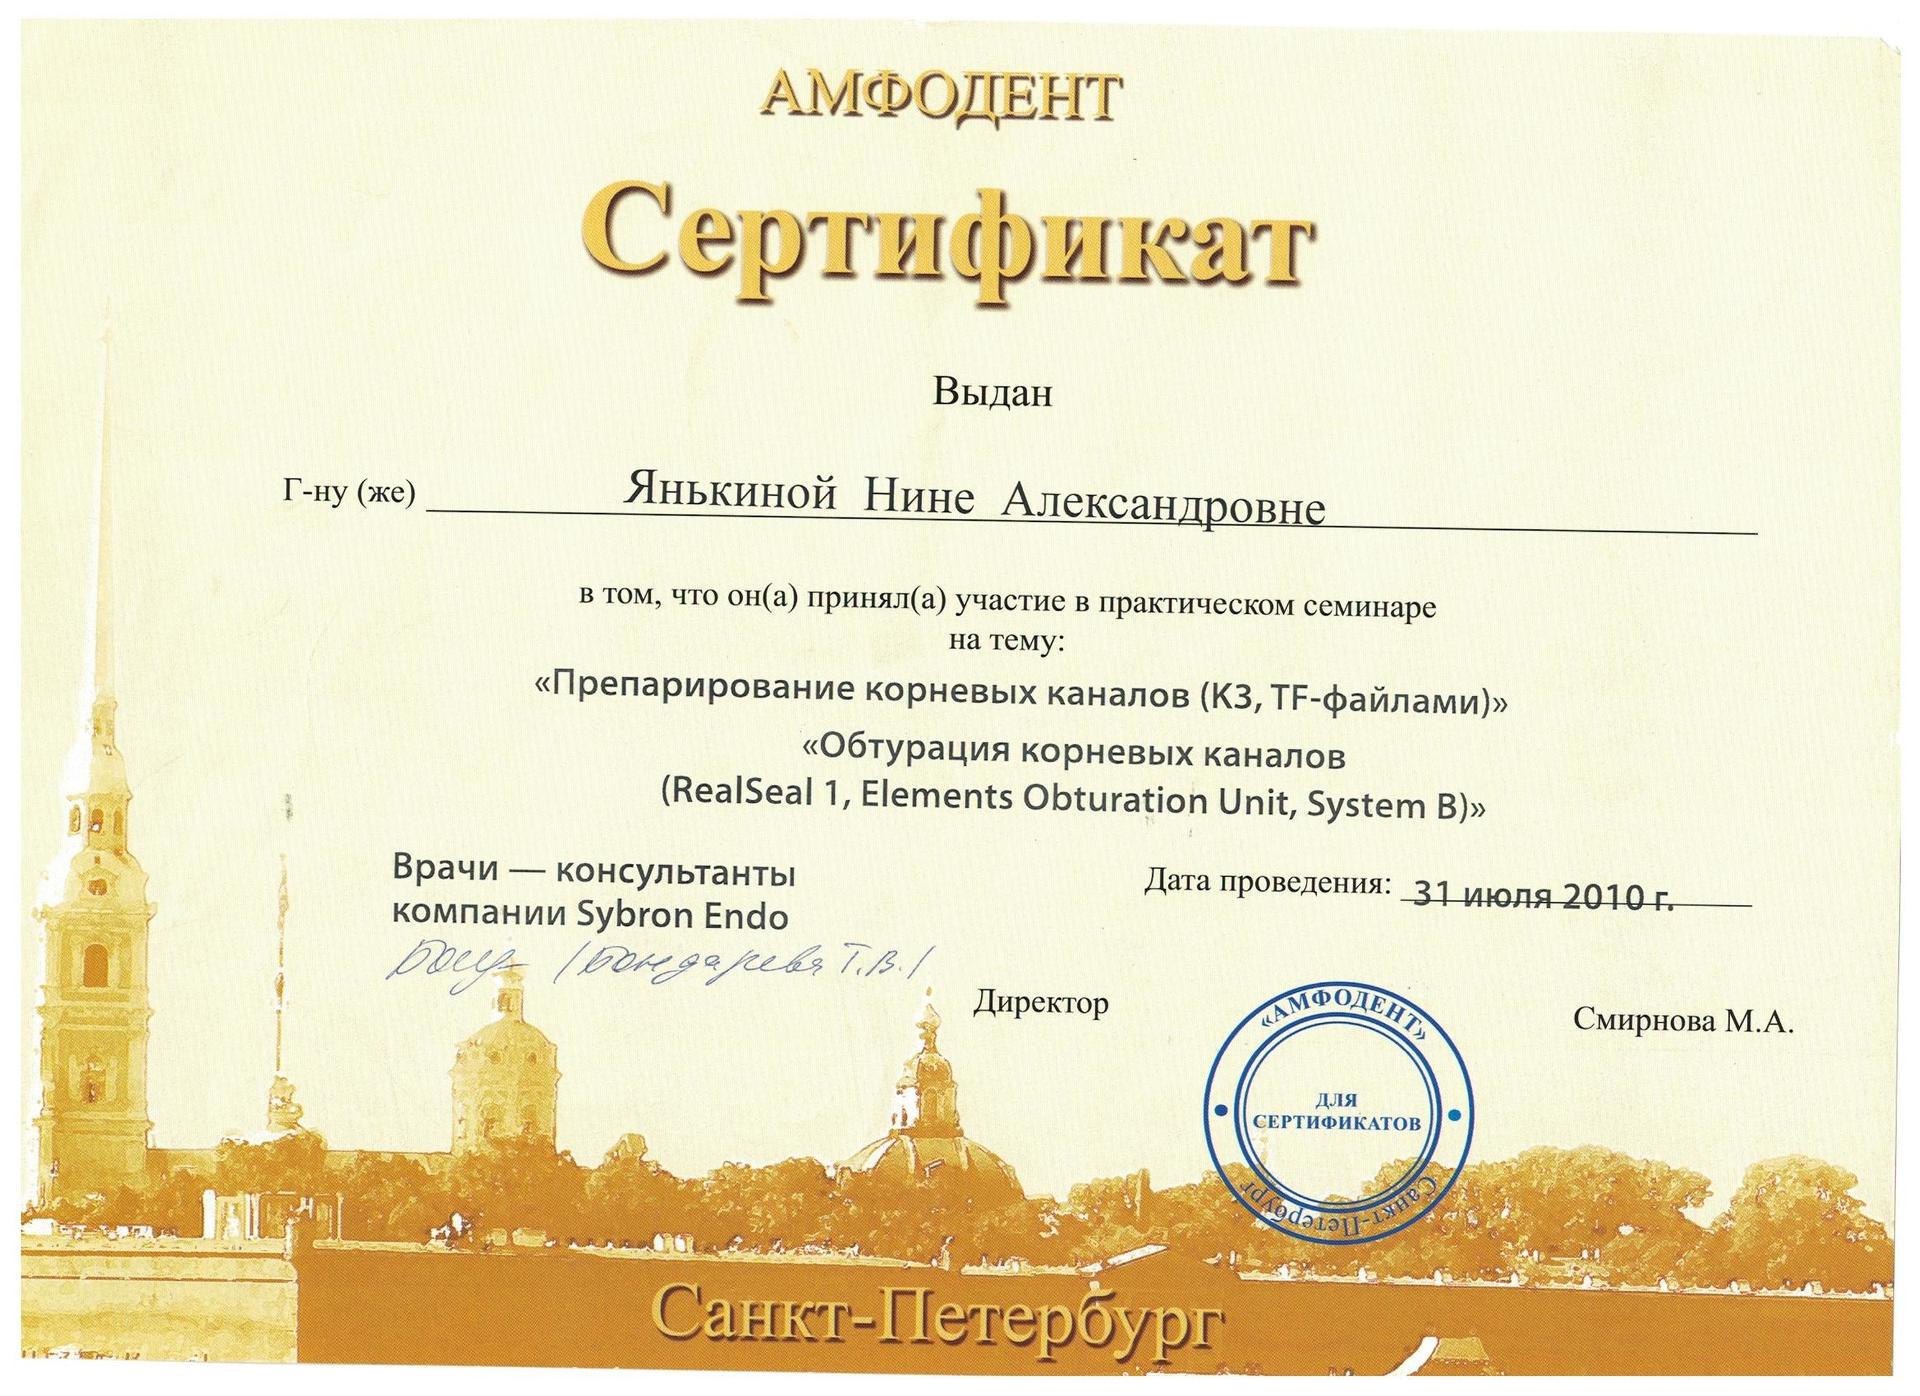 АМФОДЕНТ
Сертификат
Выдан
Г-ну (же) Янькиной Нине Александровне
в том, что он(а) принял(а) участие в практическом семинаре
на тему:
«Препарирование корневых каналов (К3, TF-файлами)»
«Обтурация корневых каналов
(RealSeal 1, Elements Obturation Unit, System B)»
Врачи — консультанты
компании Sybron Endo
/Бондарева Т.В./
Дата проведения: 31 июля 2010 г.
Директор
Смирнова М.А.
«АМФОДЕНТ»
ДЛЯ
СЕРТИФИКАТОВ
Санкт-Петербург
Санкт-Петербург